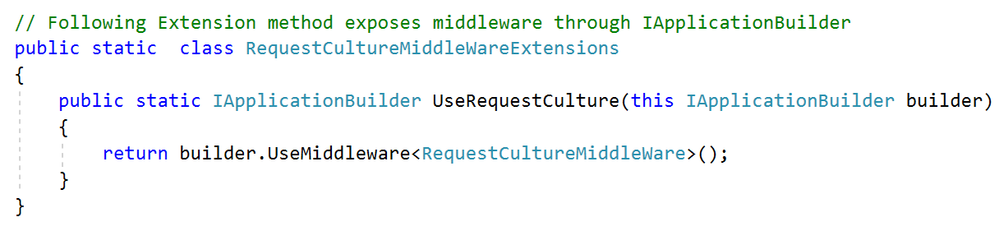 // Following Extension method exposes middleware through IApplicationBuilder
public static  class RequestCultureMiddleWareExtensions
{
    public static IApplicationBuilder UseRequestCulture(this IApplicationBuilder builder)
    {
        return builder.UseMiddleware<RequestCultureMiddleWare>();
    }
}